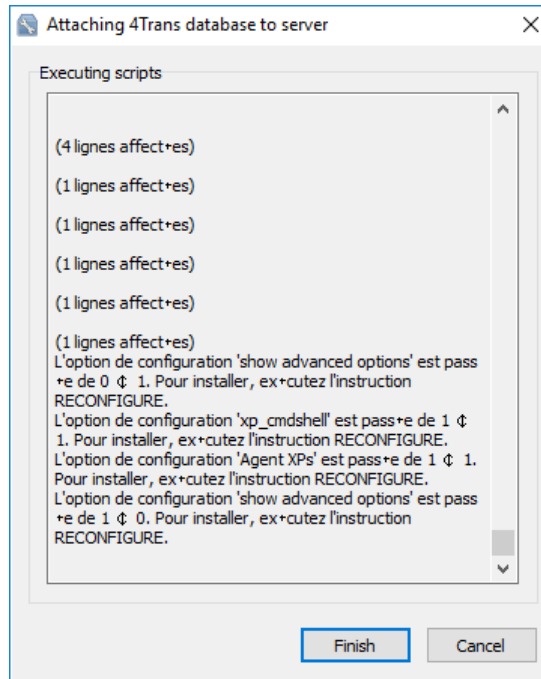 Attaching 4Trans database to server
Executing scripts
(4 lignes affect+es)
(1 lignes affect+es)
(1 lignes affect+es)
(1 lignes affect+es)
(1 lignes affect+es)
(1 lignes affect+es)
L'option de configuration 'show advanced options' est pass
+e de 0 ¢ 1. Pour installer, ex+cutez l'instruction
RECONFIGURE.
L'option de configuration 'xp_cmdshell' est pass+e de 1 ¢
1. Pour installer, ex+cutez l'instruction RECONFIGURE.
L'option de configuration 'Agent XPs' est pass+e de 1 ¢ 1.
Pour installer, ex+cutez l'instruction RECONFIGURE.
L'option de configuration 'show advanced options' est pass
+e de 1 ¢ 0. Pour installer, ex+cutez l'instruction
RECONFIGURE.
Finish
Cancel